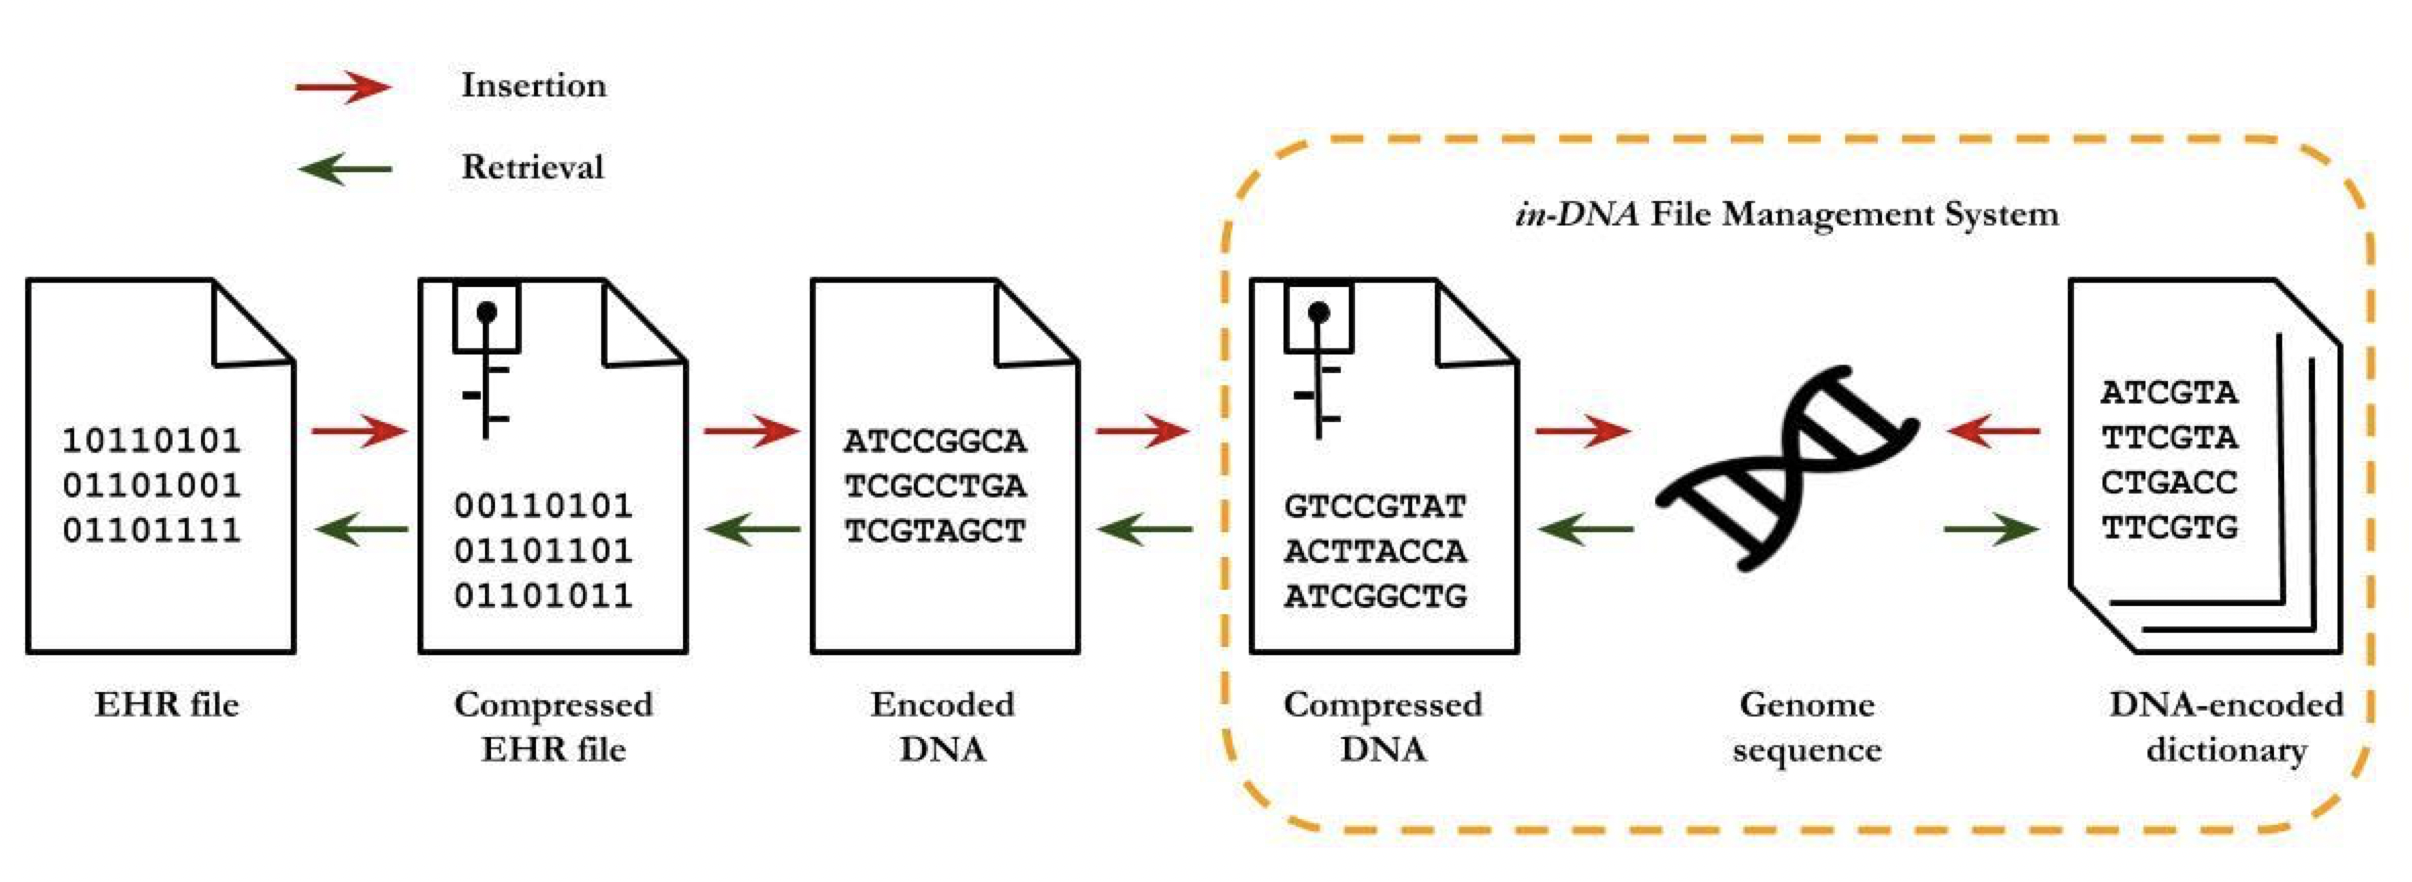 Insertion
Retrieval
in-DNA File Management System
10110101
01101001
01101111
00110101
01101101
01101011
ATCCGGCA
TCGCCTGA
TCGTAGCT
GTCCGTAT
ACTTACCA
ATCGGCTG
ATCGTA
TTCGTA
CTGACC
TTCGTG
EHR file
Compressed
EHR file
Encoded
DNA
Compressed
DNA
Genome
sequence
DNA-encoded
dictionary